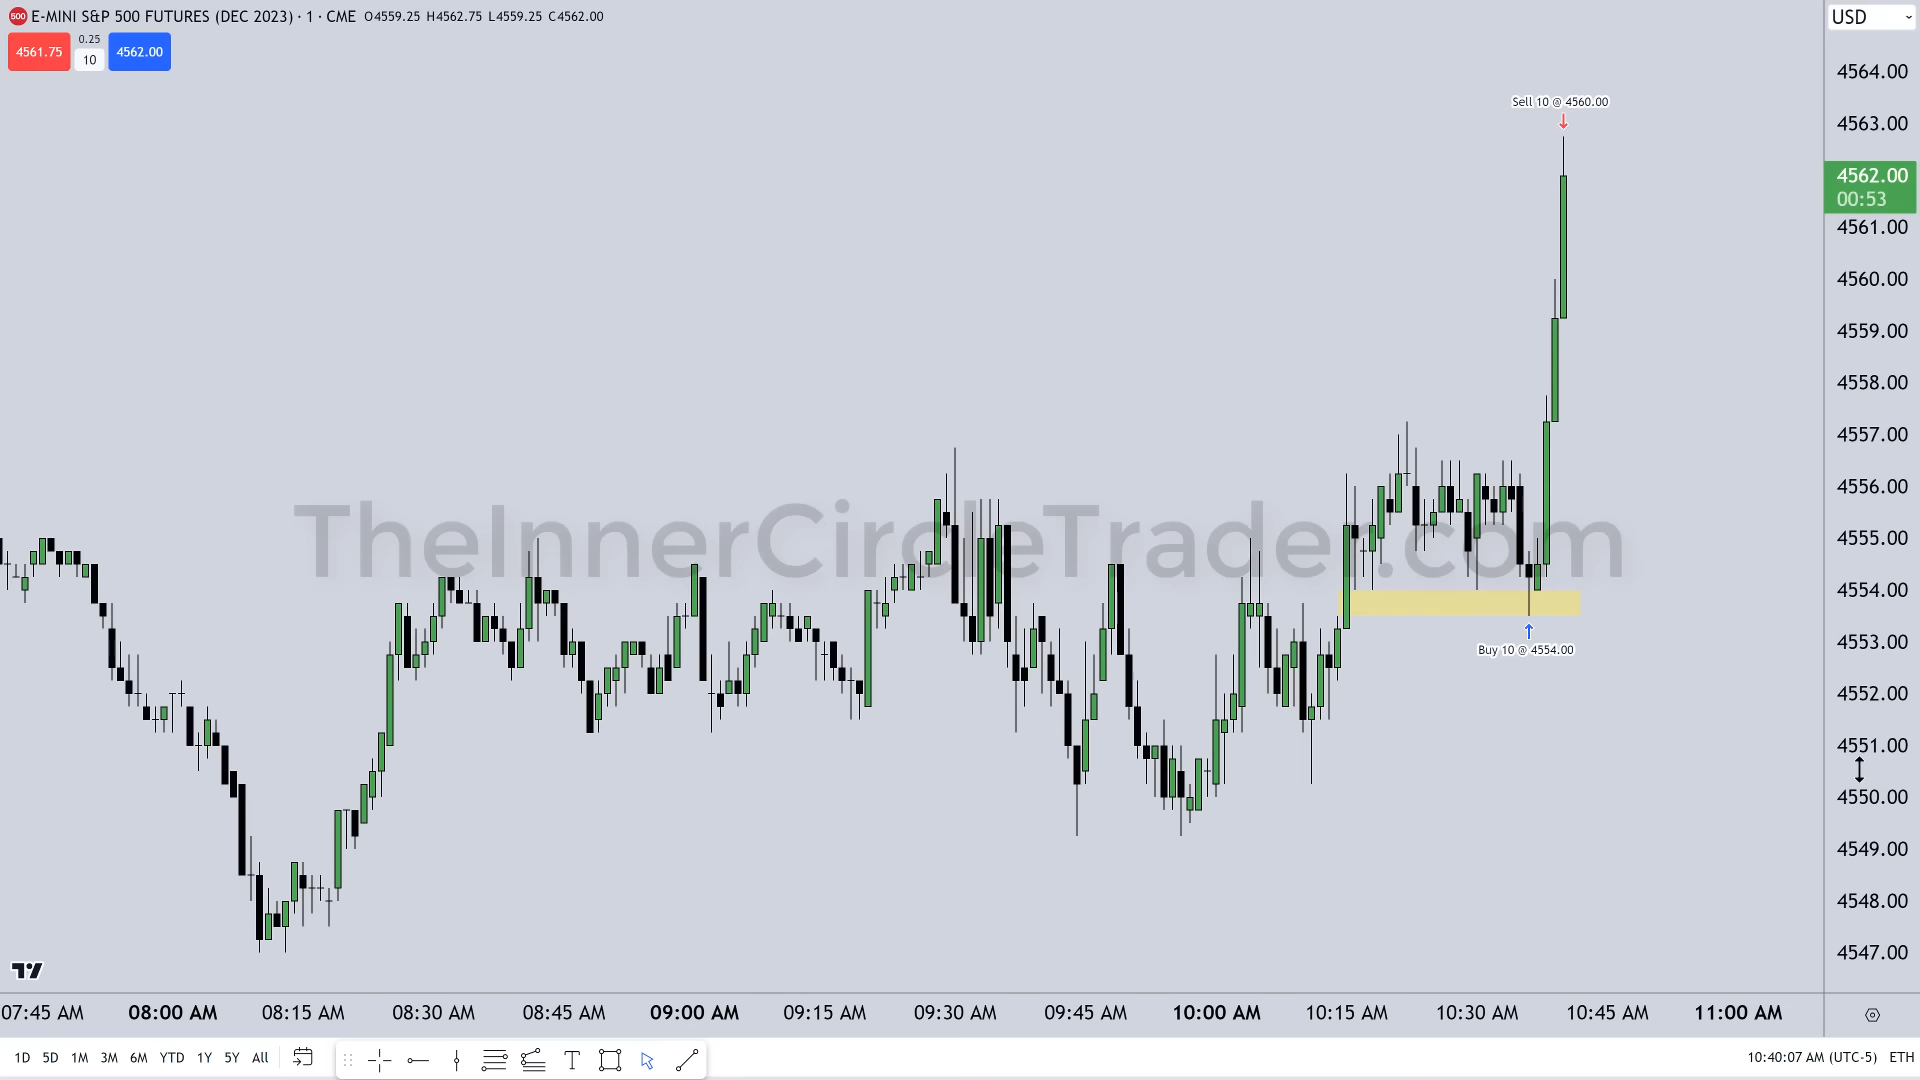 500 E-MINI S&P 500 FUTURES (DEC 2023) · 1 · CME O4559.25 H4562.75 L4559.25 C4562.00
USD
4561.75 0.25 10 4562.00
4564.00
Sell 10 @ 4560.00
4563.00
4562.00
00:53
4561.00
4560.00
4559.00
4558.00
4557.00
4556.00
TheInnerCircleTrader.com
4555.00
4554.00
4553.00
Buy 10 @ 4554.00
4552.00
4551.00
4550.00
4549.00
4548.00
4547.00
07:45 AM 08:00 AM 08:15 AM 08:30 AM 08:45 AM 09:00 AM 09:15 AM 09:30 AM 09:45 AM 10:00 AM 10:15 AM 10:30 AM 10:45 AM 11:00 AM
1D 5D 1M 3M 6M YTD 1Y 5Y All 10:40:07 AM (UTC-5) ETH